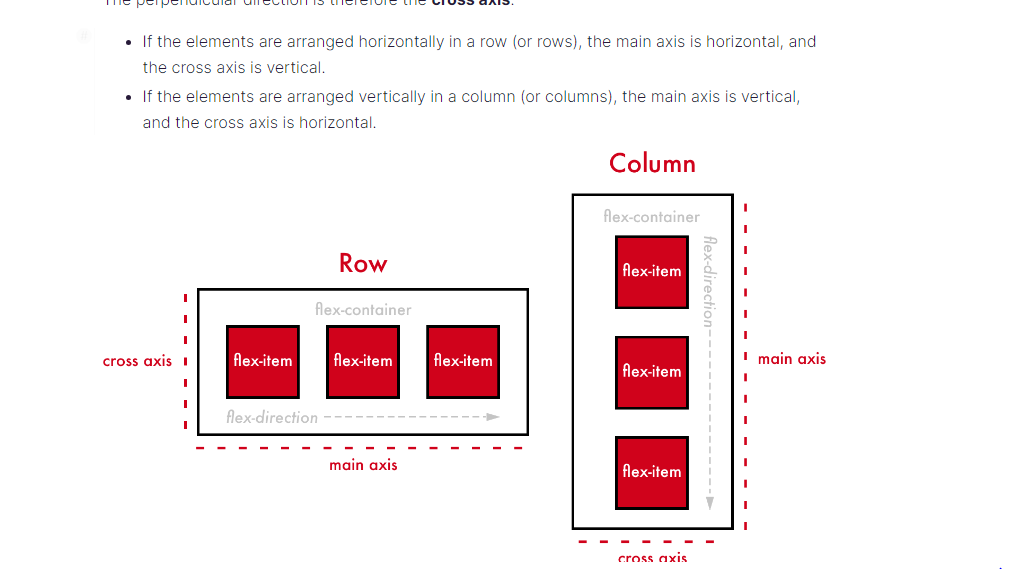 The perpendicular direction is therefore the cross axis.
If the elements are arranged horizontally in a row (or rows), the main axis is horizontal, and
the cross axis is vertical.
If the elements are arranged vertically in a column (or columns), the main axis is vertical,
and the cross axis is horizontal.
Row
flex-container
cross axis
flex-item flex-item flex-item
flex-direction
main axis
Column
flex-container
flex-direction
flex-item
flex-item
main axis
flex-item
cross axis